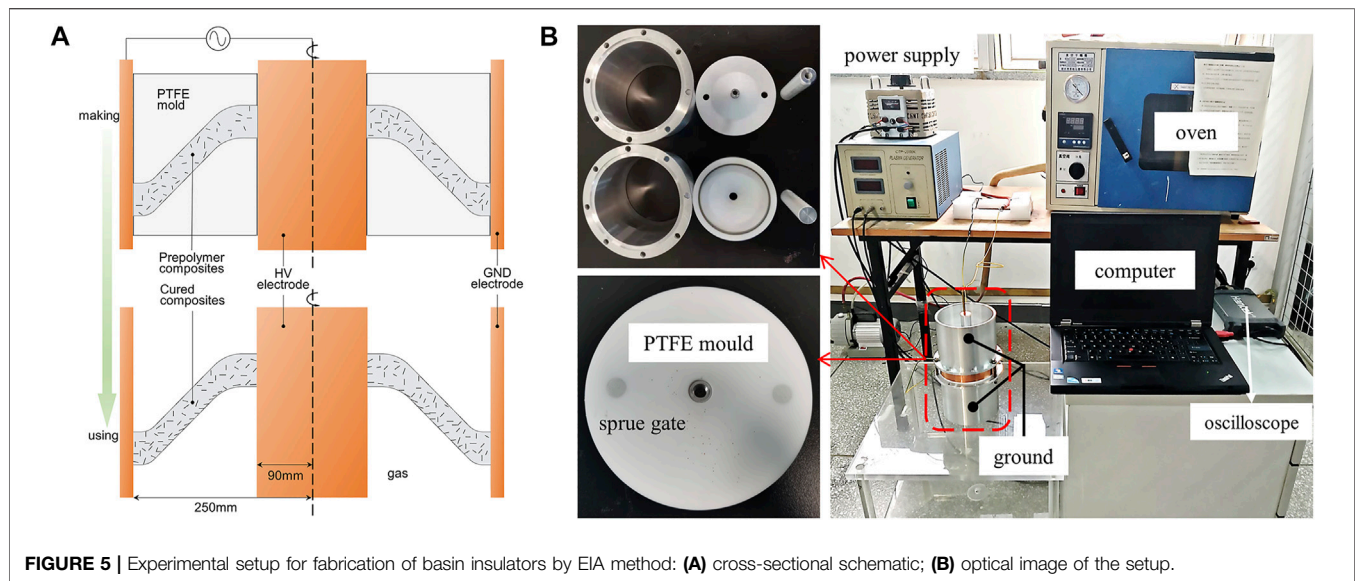 A
PTFE
mold
making
Prepolymer
composites
Cured
composites
HV
electrode
GND
electrode
using
gas
90mm
250mm
B
power supply
oven
PTFE mould
computer
sprue gate
oscilloscope
ground
FIGURE 5 | Experimental setup for fabrication of basin insulators by EIA method: (A) cross-sectional schematic; (B) optical image of the setup.